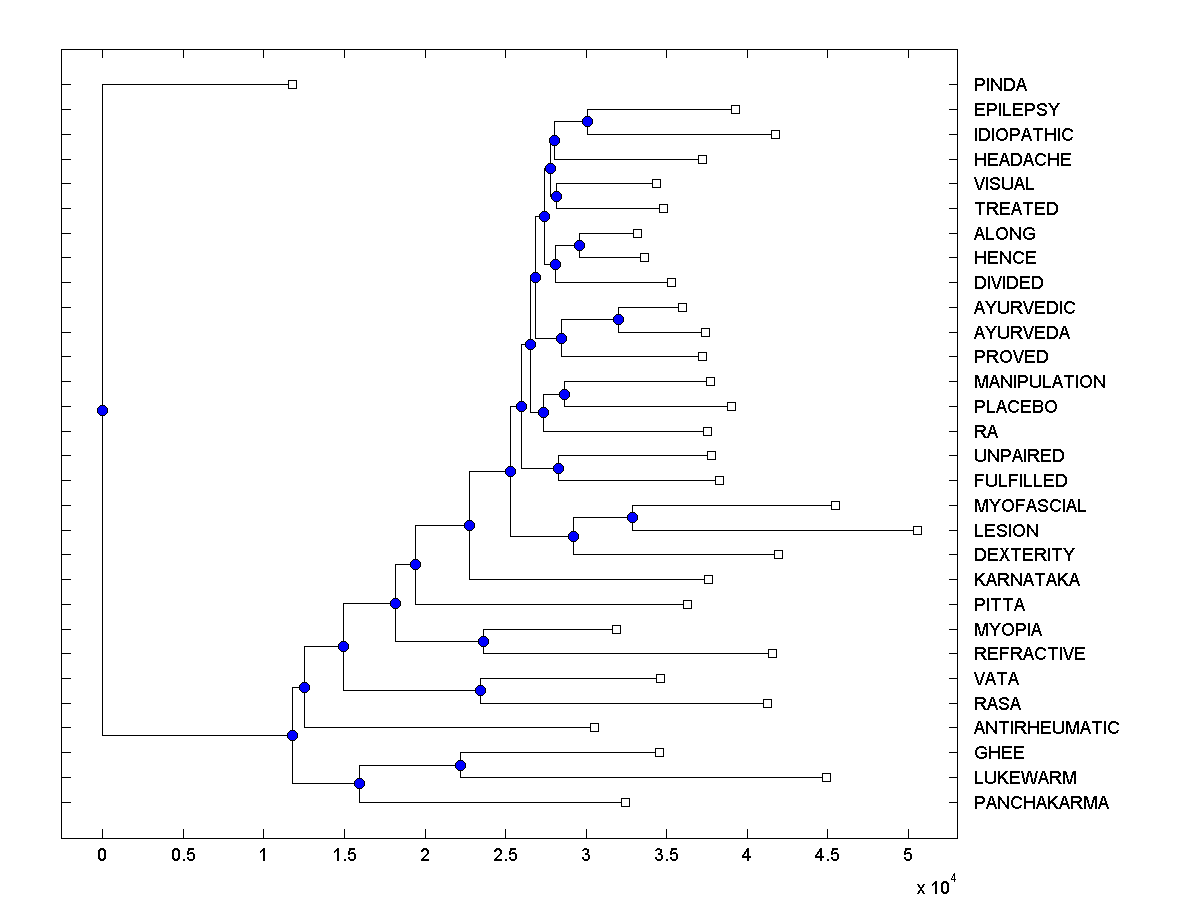 PINDA
EPILEPSY
IDIOPATHIC
HEADACHE
VISUAL
TREATED
ALONG
HENCE
DIVIDED
AYURVEDIC
AYURVEDA
PROVED
MANIPULATION
PLACEBO
RA
UNPAIRED
FULFILLED
MYOFASCIAL
LESION
DEXTERITY
KARNATAKA
PITTA
MYOPIA
REFRACTIVE
VATA
RASA
ANTIRHEUMATIC
GHEE
LUKEWARM
PANCHAKARMA
0 0.5 1 1.5 2 2.5 3 3.5 4 4.5 5
x 10^4